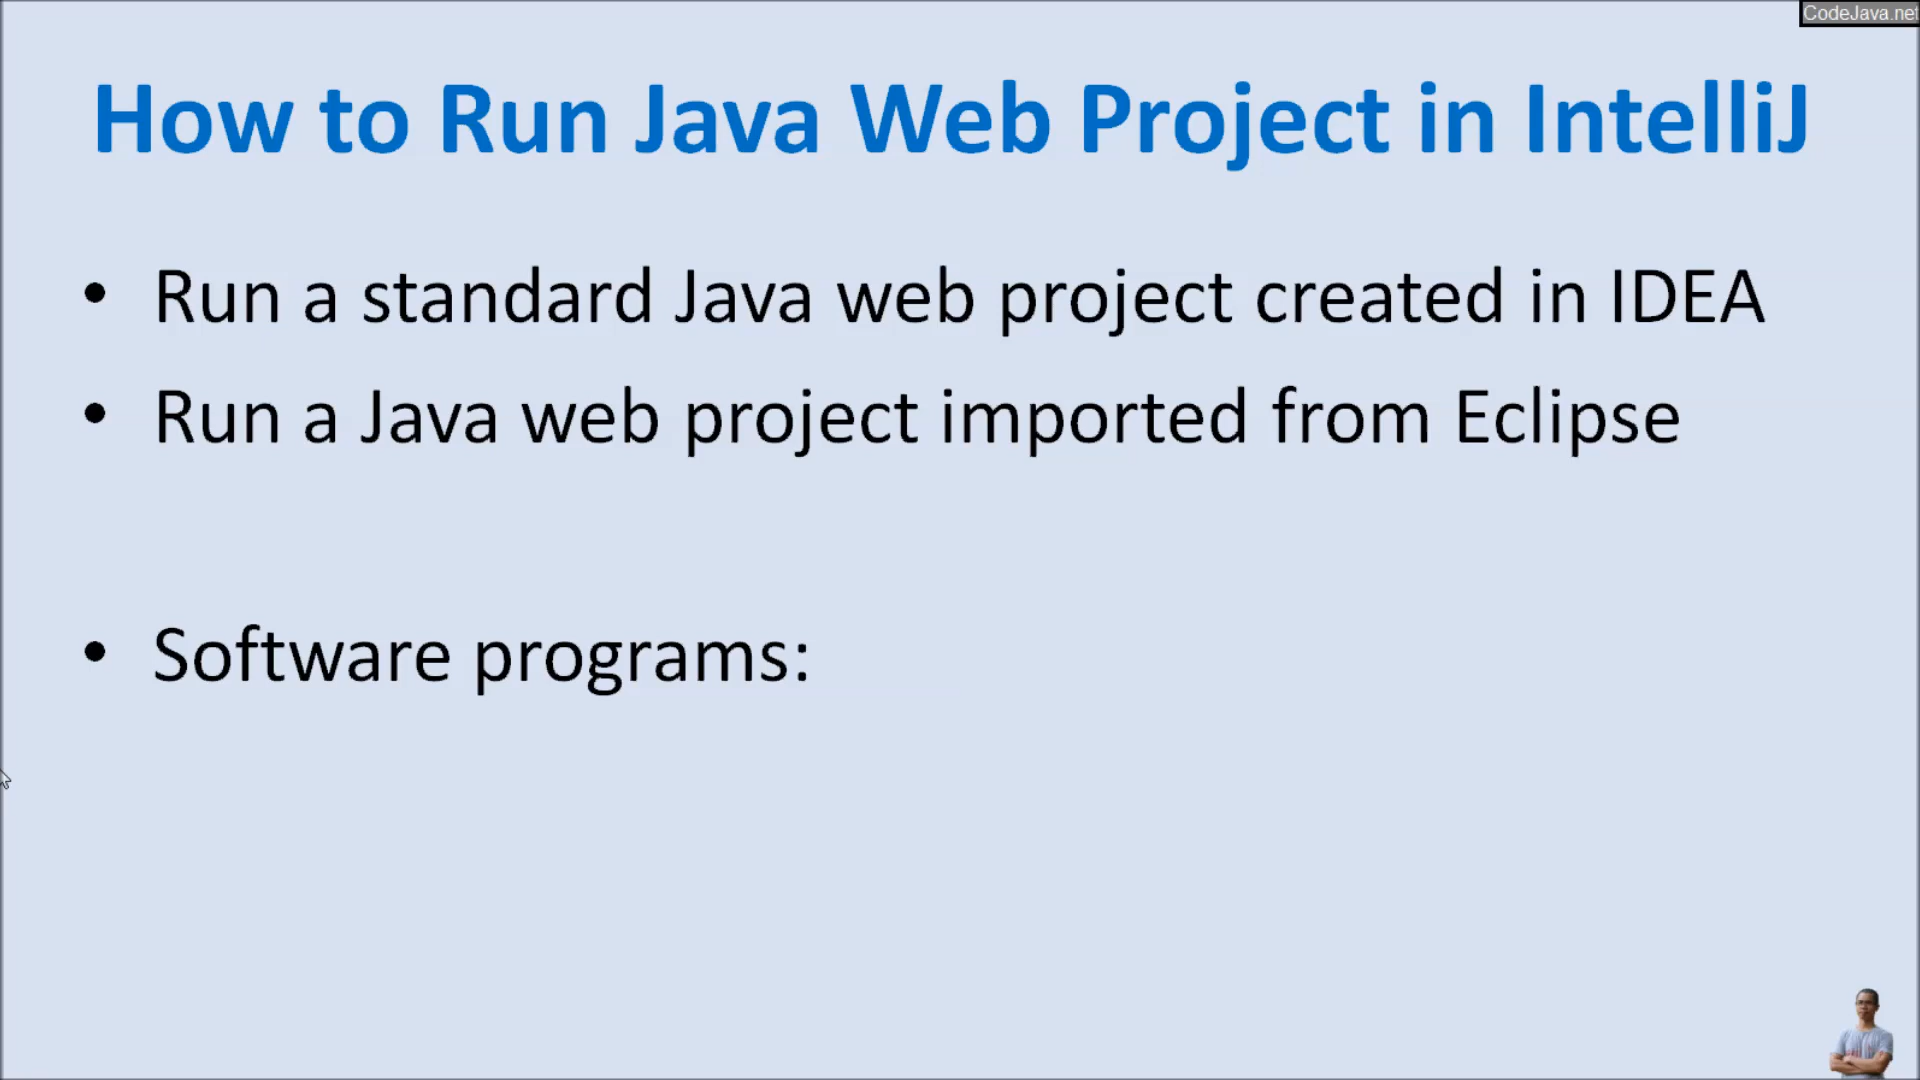 CodeJava.net
How to Run Java Web Project in IntelliJ
• Run a standard Java web project created in IDEA
• Run a Java web project imported from Eclipse
• Software programs: